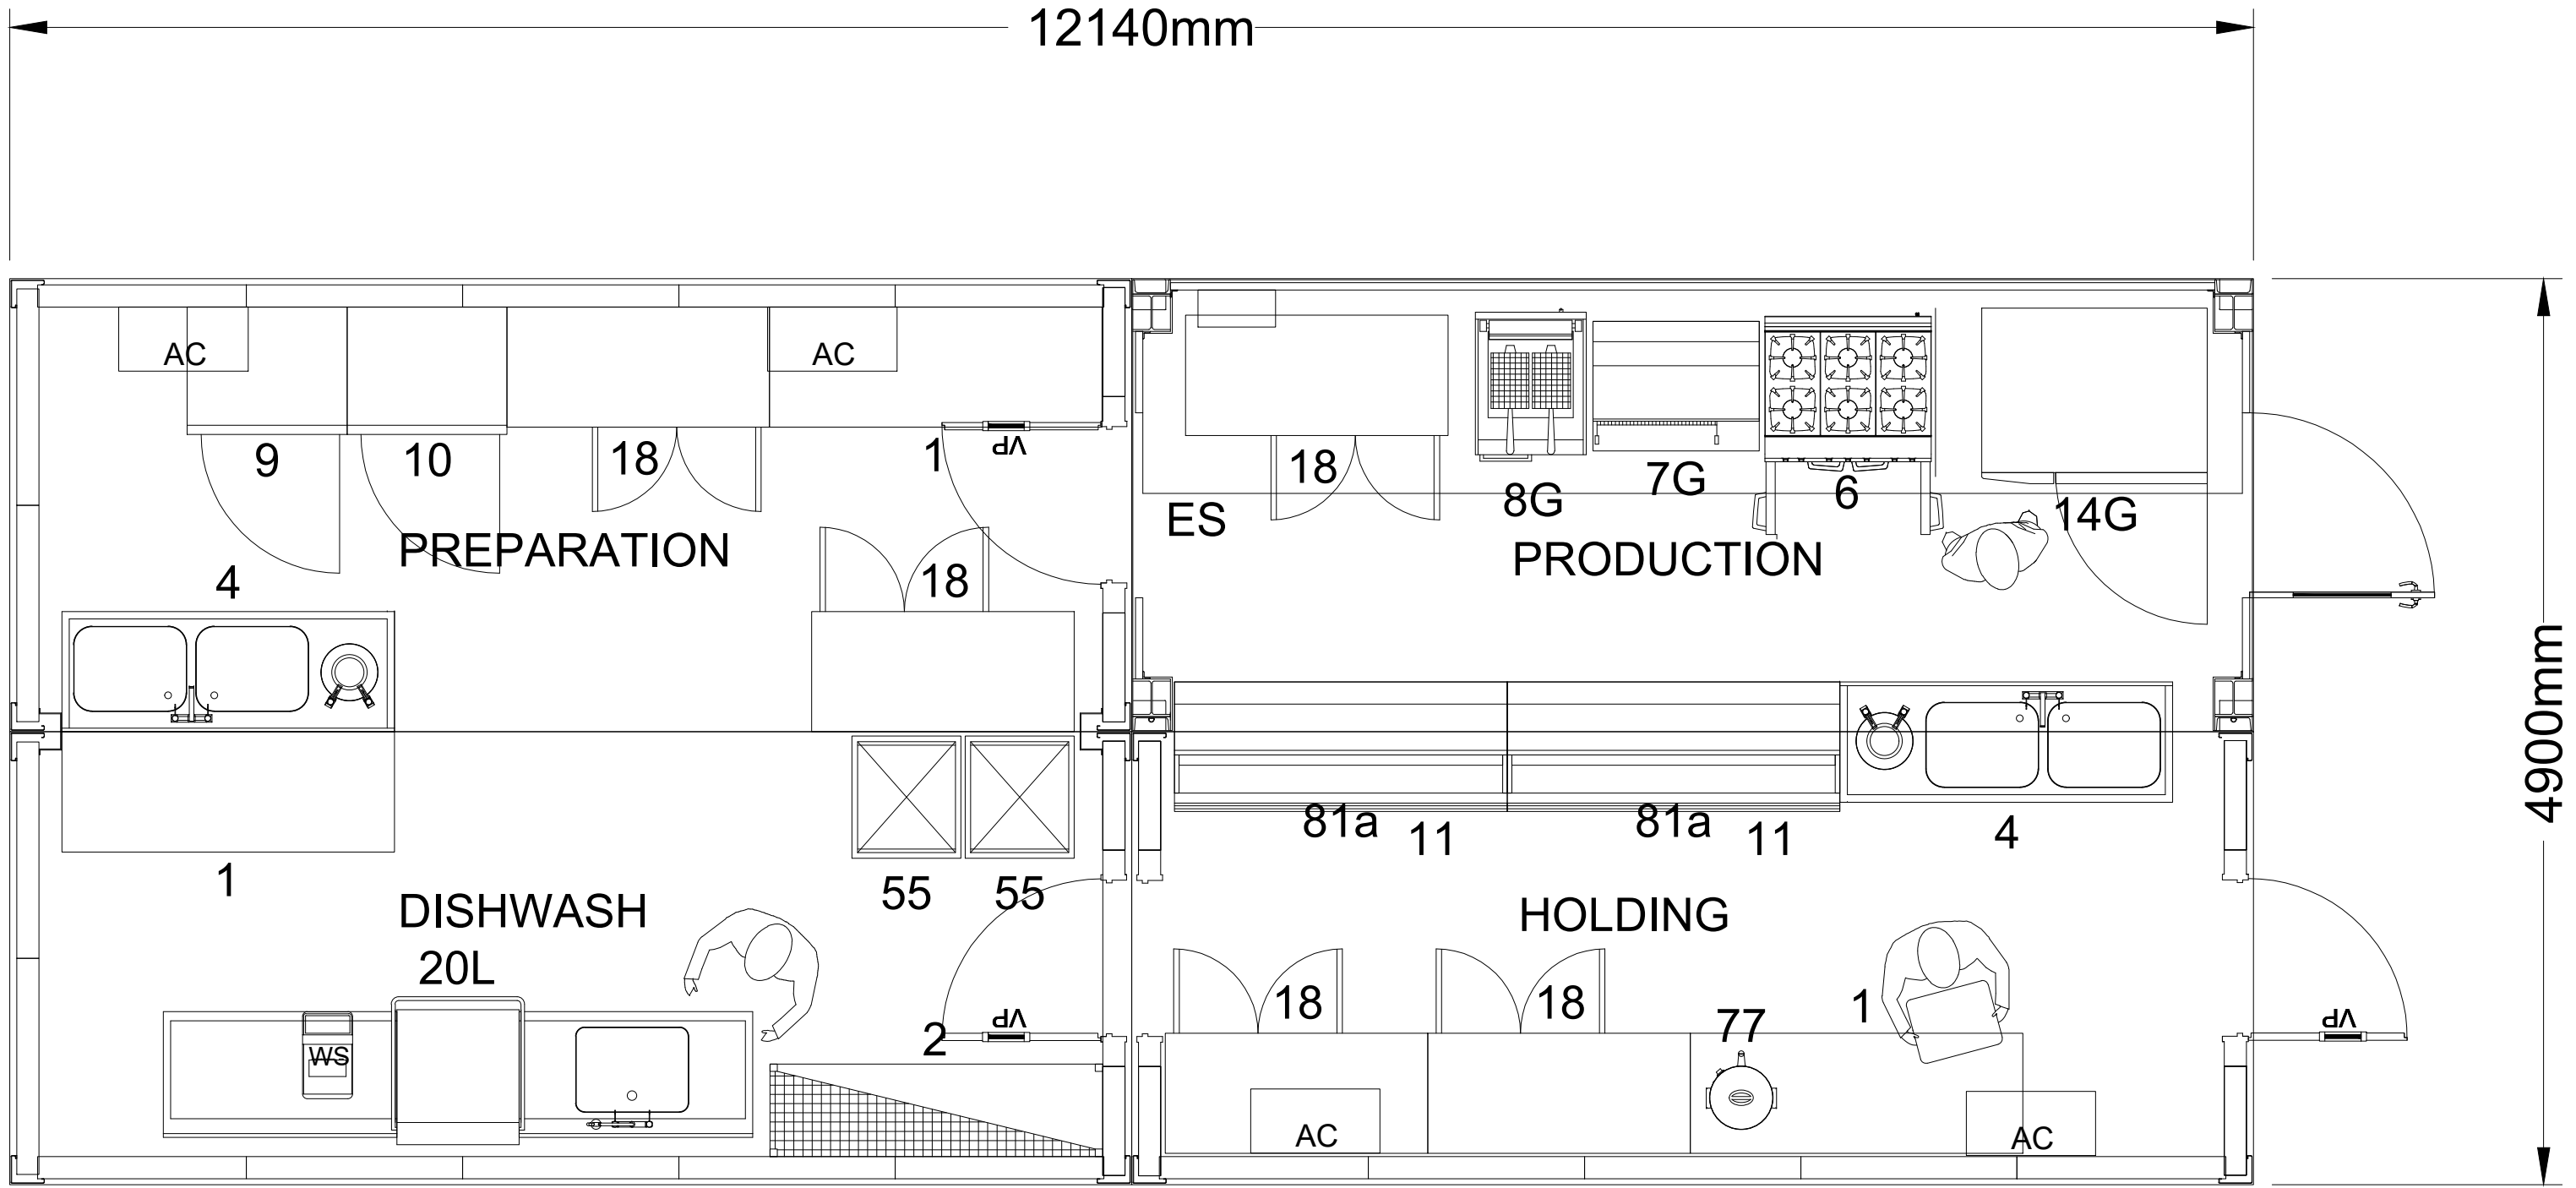 12140mm
AC
AC
9
10
18
1
VP
18
8G
7G
6
14G
ES
PREPARATION
PRODUCTION
4
18
4900mm
81a
11
81a
11
4
1
55
55
DISHWASH
HOLDING
20L
18
18
1
77
2
VP
VP
WS
AC
AC